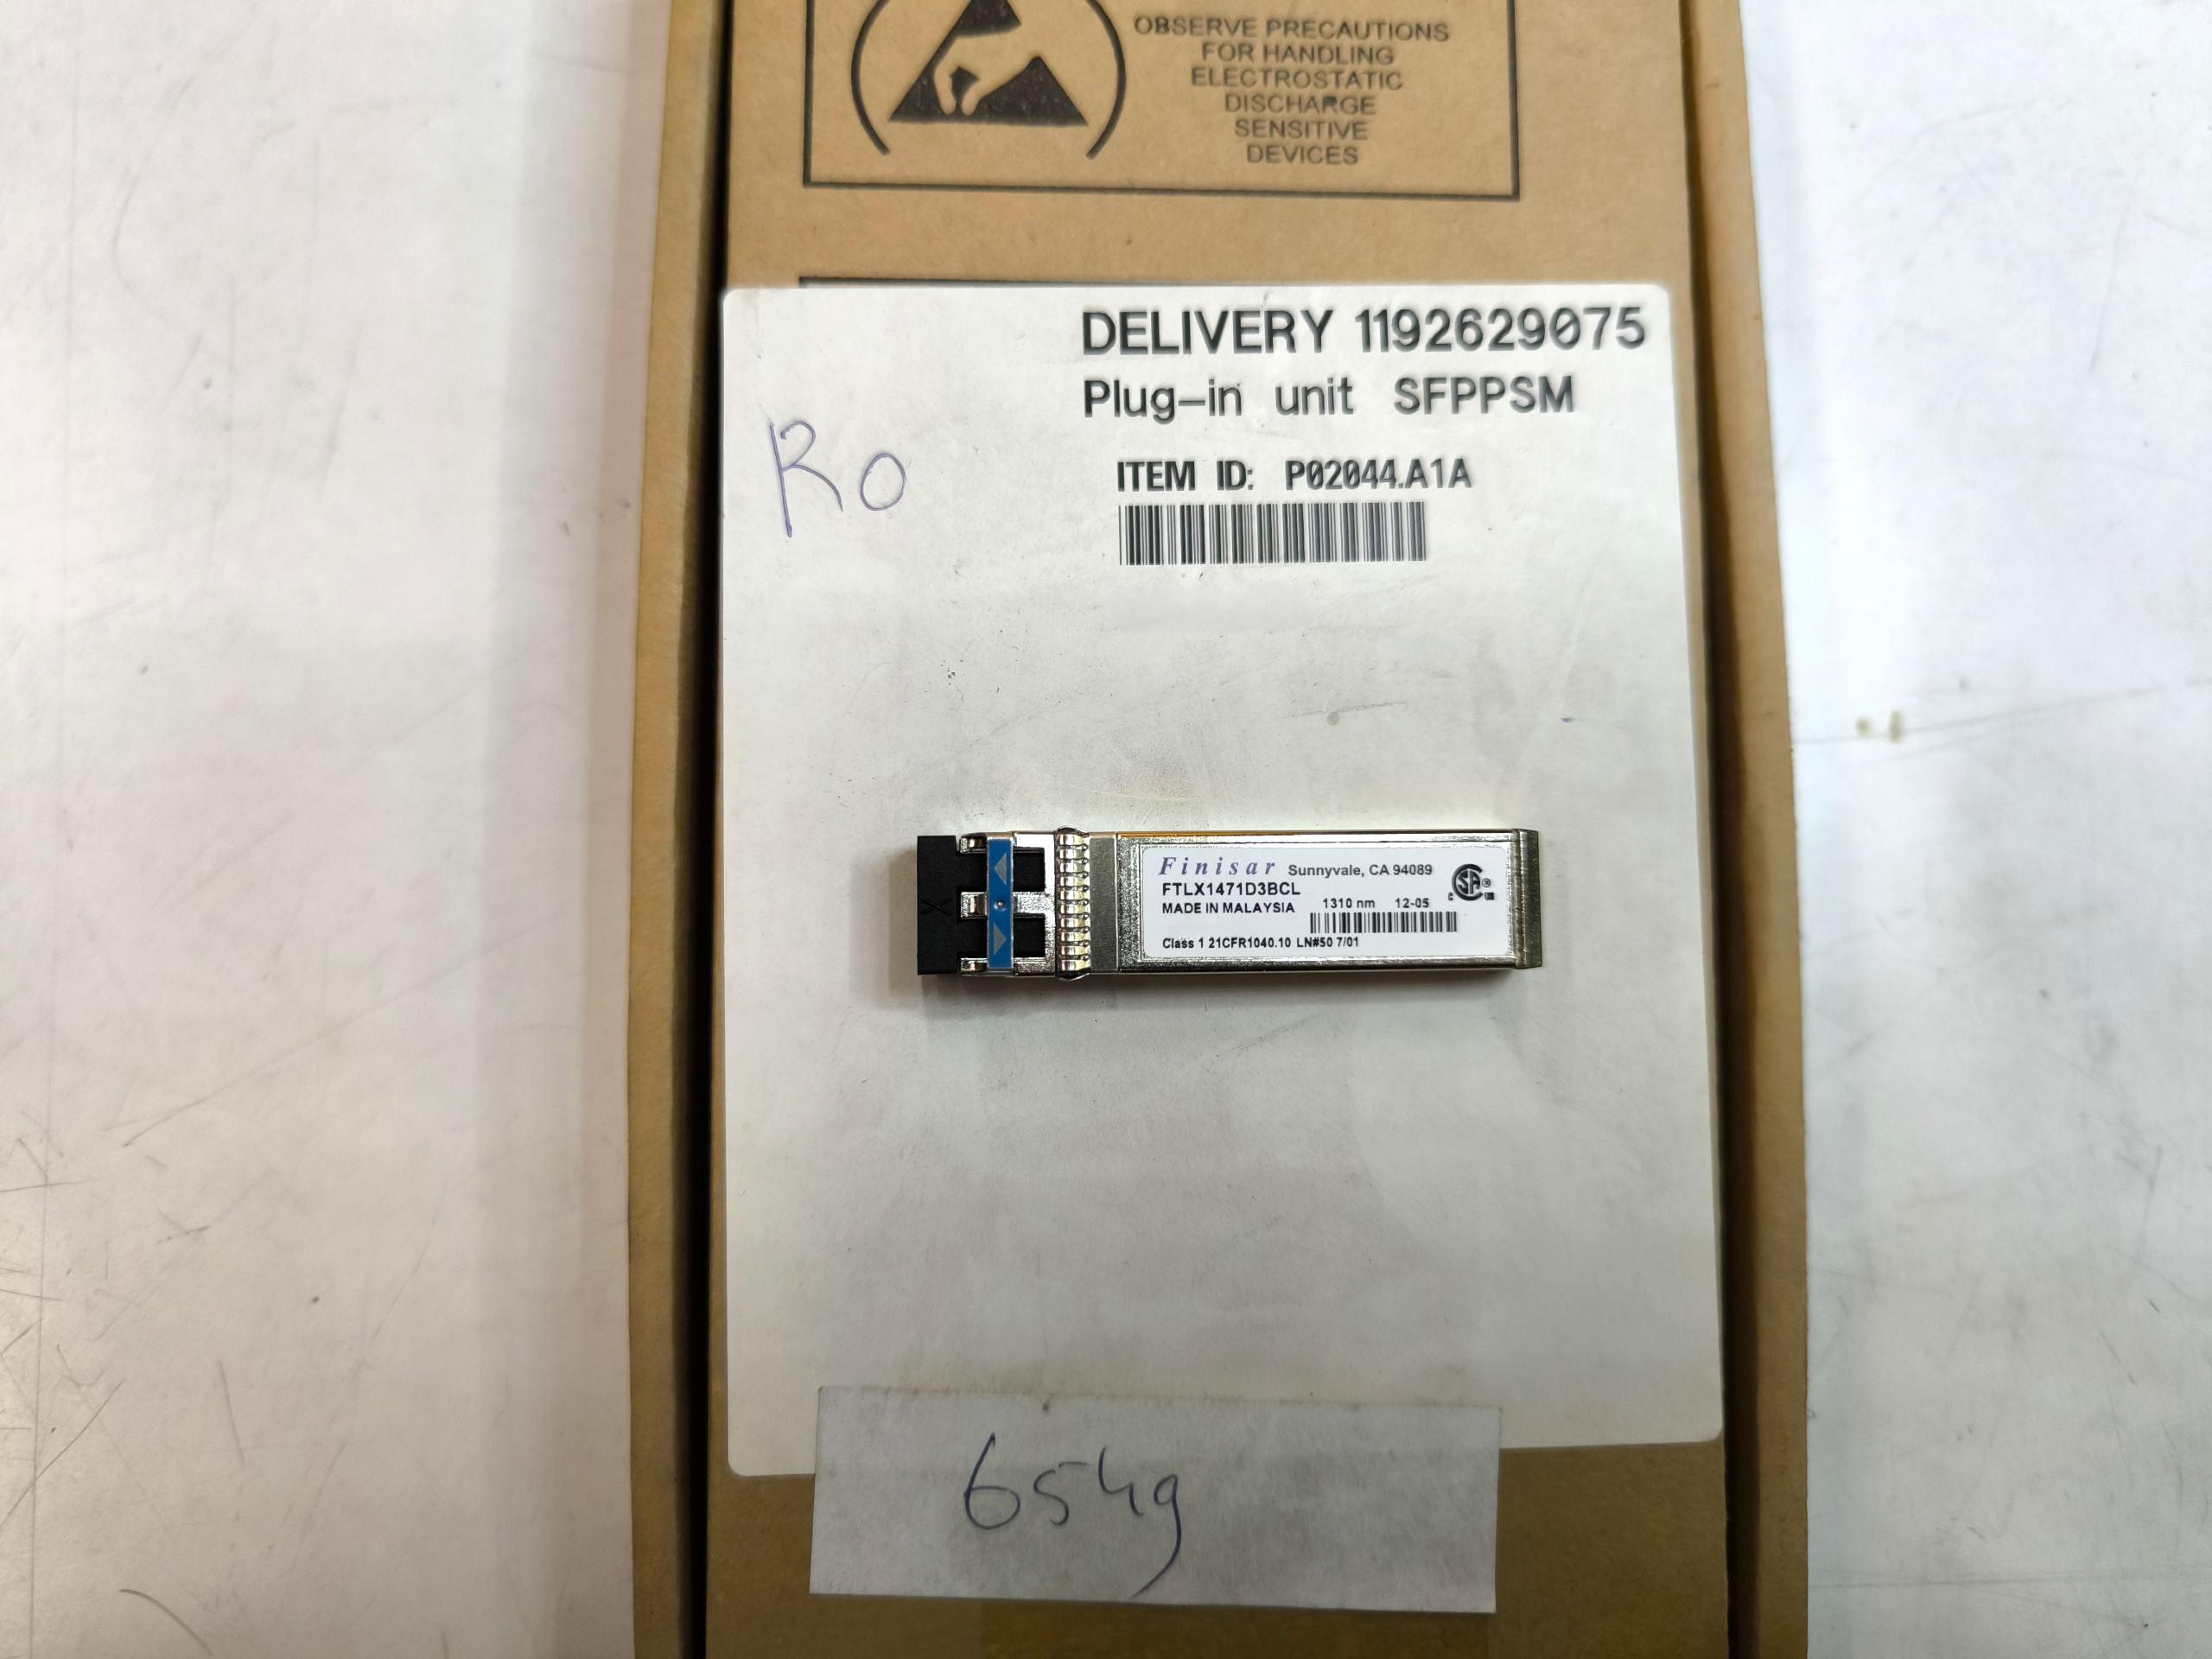 OBSERVE PRECAUTIONS
FOR HANDLING
ELECTROSTATIC
DISCHARGE
SENSITIVE
DEVICES
DELIVERY 1192629075
Plug-in unit SFPPSM
RO
ITEM ID: P02044.A1A
Finisar Sunnyvale, CA 94089
FTLX1471D3BCL
MADE IN MALAYSIA 1310 nm 12-05
Class 1 21CFR1040.10 LN#50 7/01
654g